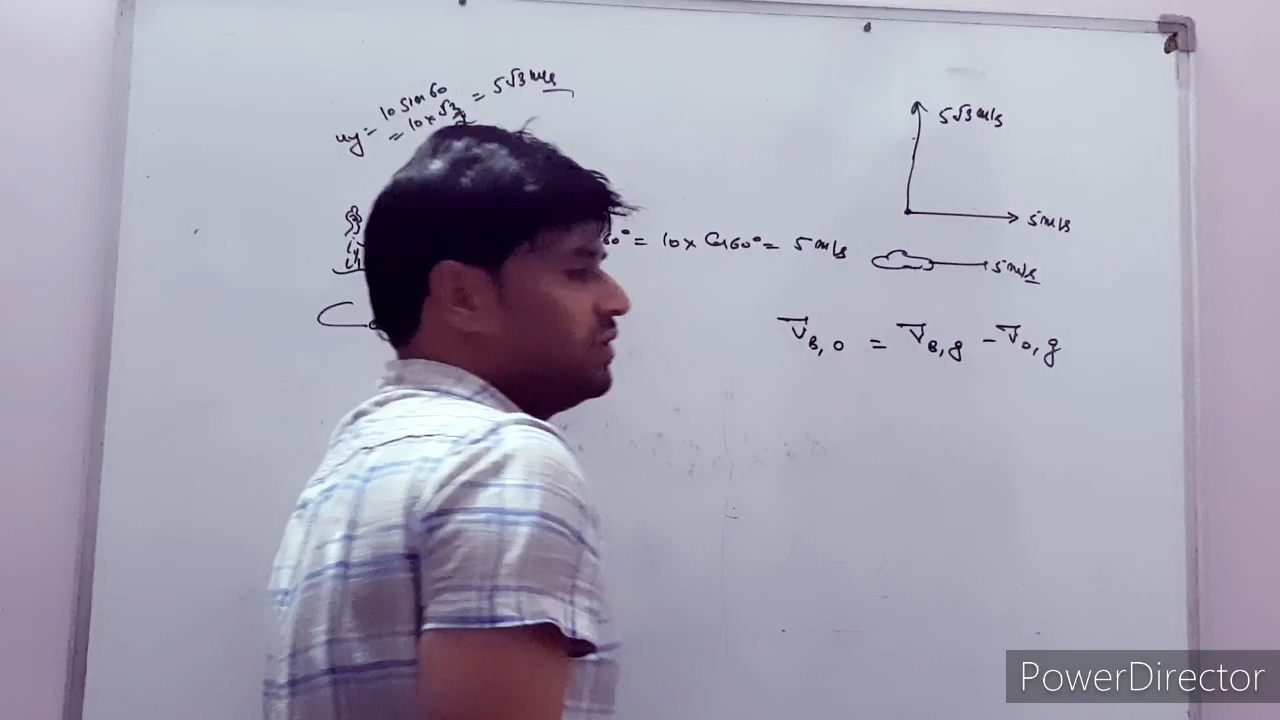 uy = 10 Sin 60
= 10 × √3/2 = 5√3 m/s
60° = 10 × Cos 60° = 5 m/s
5√3 m/s
5 m/s
5 m/s
V̅B,O = V̅B,g − V̅O,g
PowerDirector